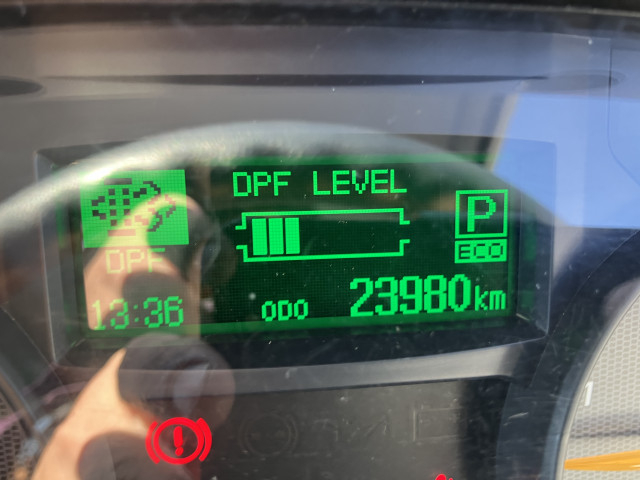 DPF LEVEL
P
ECO
DPF
13:36
ODO 23980km